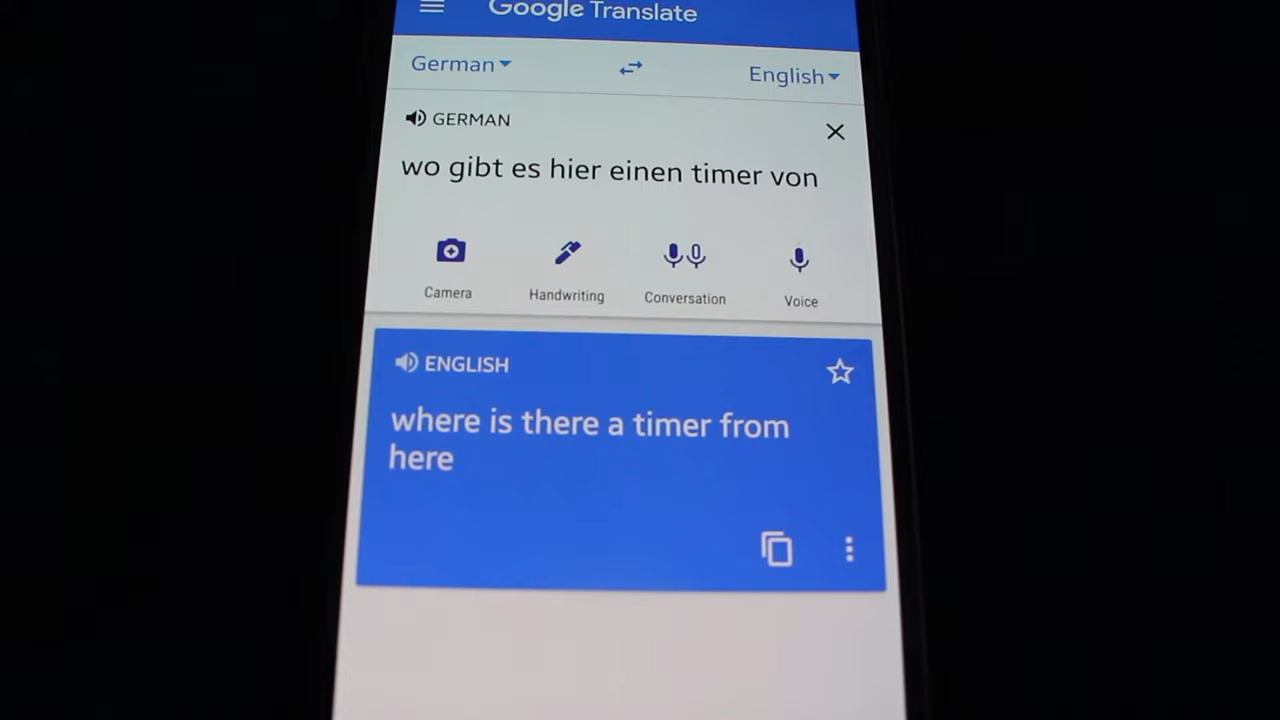 Google Translate
German English
GERMAN
wo gibt es hier einen timer von
Camera Handwriting Conversation Voice
ENGLISH
where is there a timer from
here